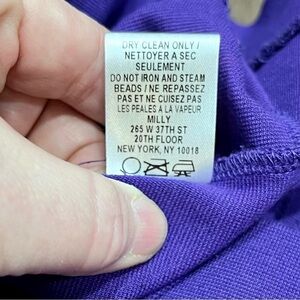 DRY CLEAN ONLY /
NETTOYER A SEC
SEULEMENT
DO NOT IRON AND STEAM
BEADS / NE REPASSEZ
PAS ET NE CUISEZ PAS
LES PEALES A LA VAPEUR
MILLY
265 W 37TH ST
20TH FLOOR
NEW YORK, NY 10018